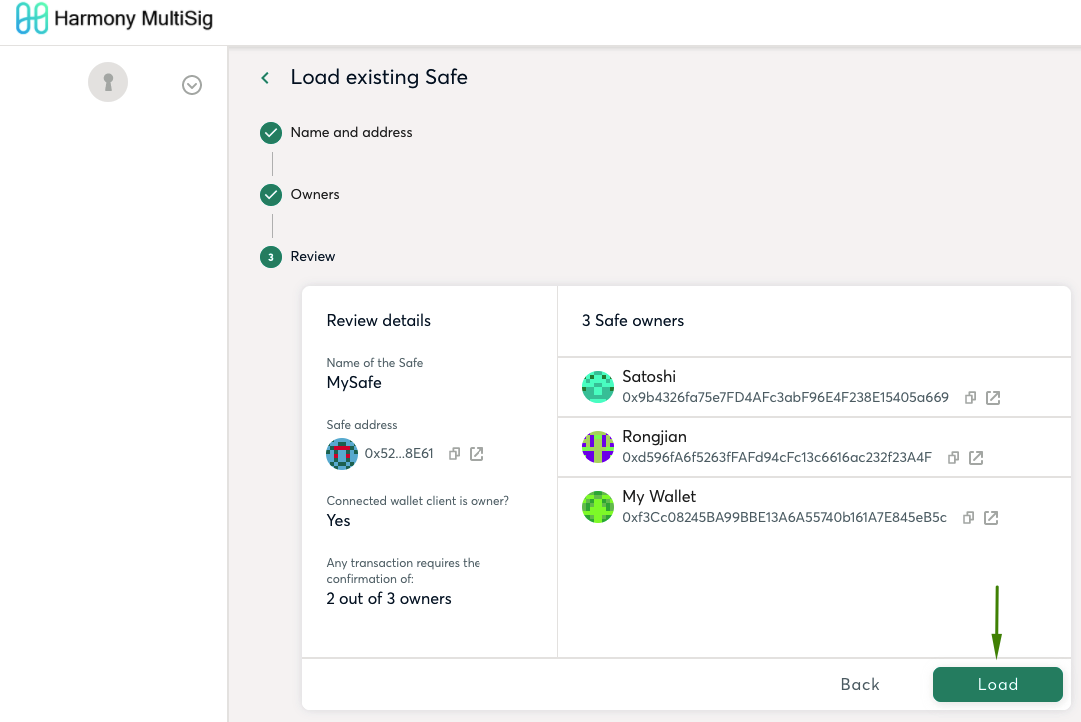 Harmony MultiSig
Load existing Safe
Name and address
Owners
3
Review
Review details
Name of the Safe
MySafe
Safe address
0x52...8E61
Connected wallet client is owner?
Yes
Any transaction requires the
confirmation of:
2 out of 3 owners
3 Safe owners
Satoshi
0x9b4326fa75e7FD4AFc3abF96E4F238E15405a669
Rongjian
0xd596fA6f5263fFAFd94cFc13c6616ac232f23A4F
My Wallet
0xf3Cc08245BA99BBE13A6A55740b161A7E845eB5c
Back
Load